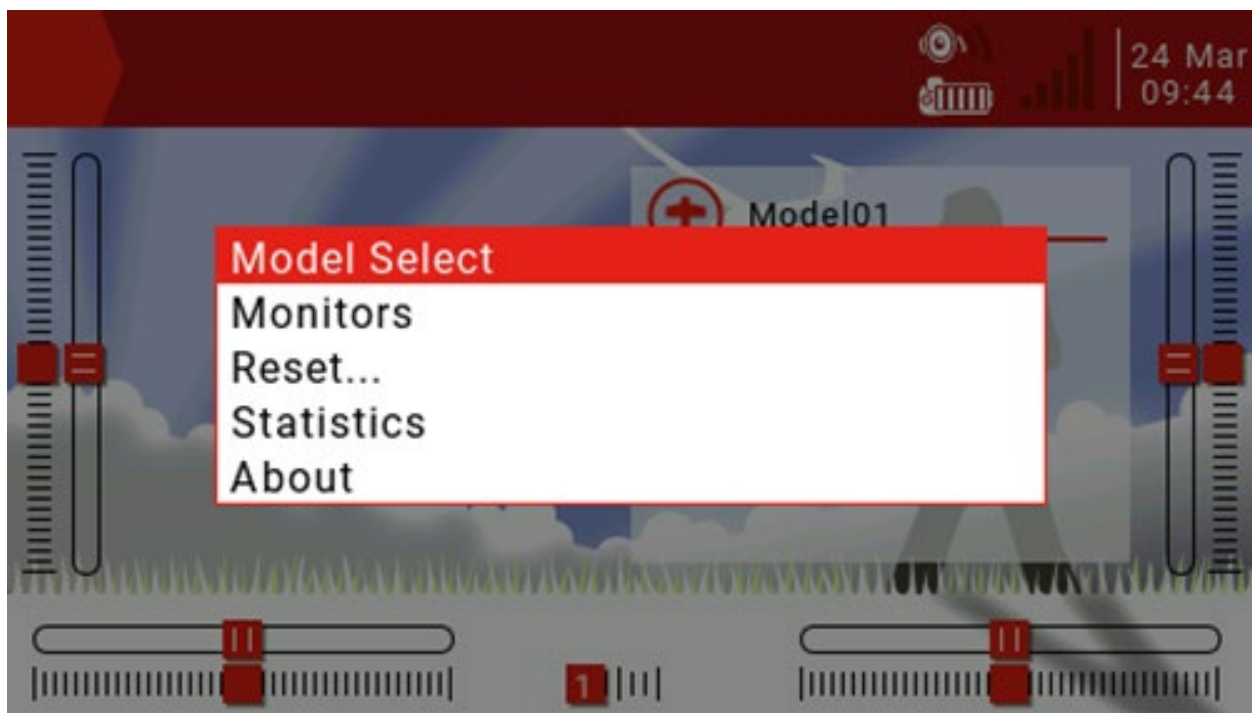 24 Mar
09:44
Model01
Model Select
Monitors
Reset...
Statistics
About
1